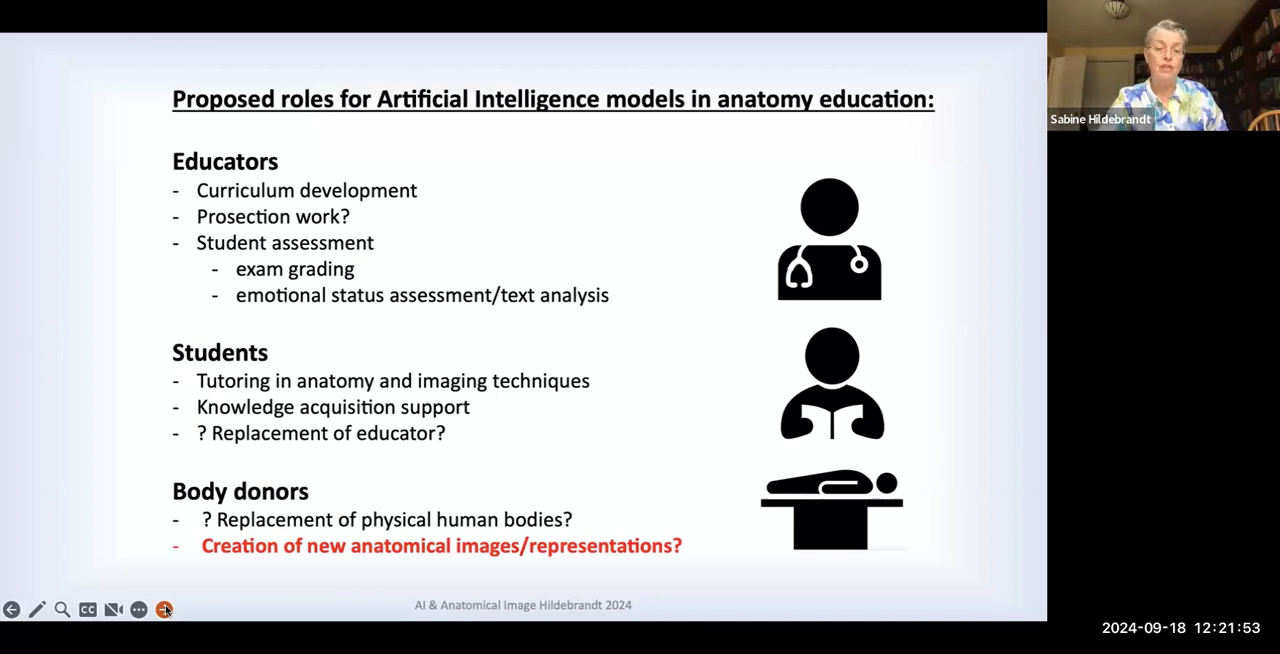 Proposed roles for Artificial Intelligence models in anatomy education:
Educators
- Curriculum development
- Prosection work?
- Student assessment
- exam grading
- emotional status assessment/text analysis
Students
- Tutoring in anatomy and imaging techniques
- Knowledge acquisition support
- ? Replacement of educator?
Body donors
- ? Replacement of physical human bodies?
- Creation of new anatomical images/representations?
CC
AI & Anatomical Image Hildebrandt 2024
Sabine Hildebrandt
2024-09-18 12:21:53